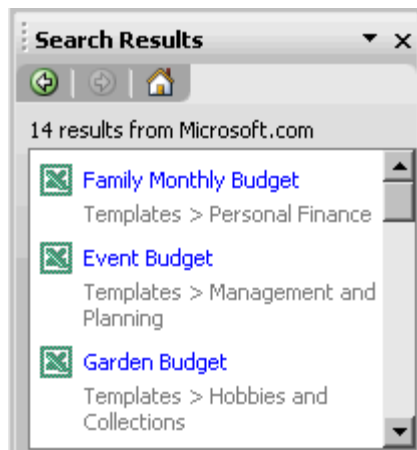 Search Results
14 results from Microsoft.com
Family Monthly Budget
Templates > Personal Finance
Event Budget
Templates > Management and
Planning
Garden Budget
Templates > Hobbies and
Collections